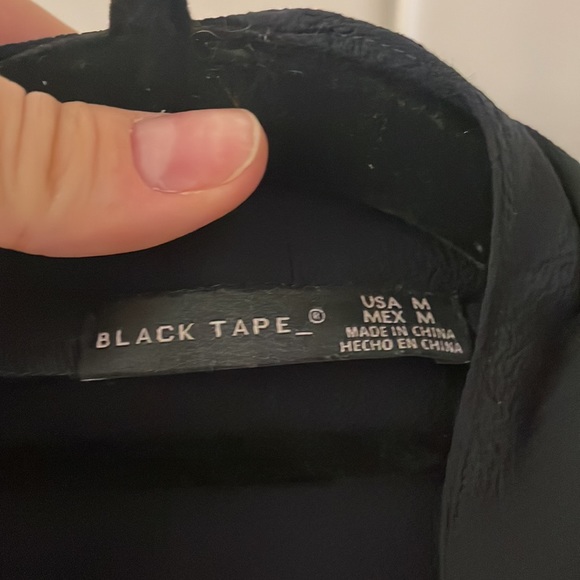 BLACK TAPE_®
USA M
MEX M
MADE IN CHINA
HECHO EN CHINA